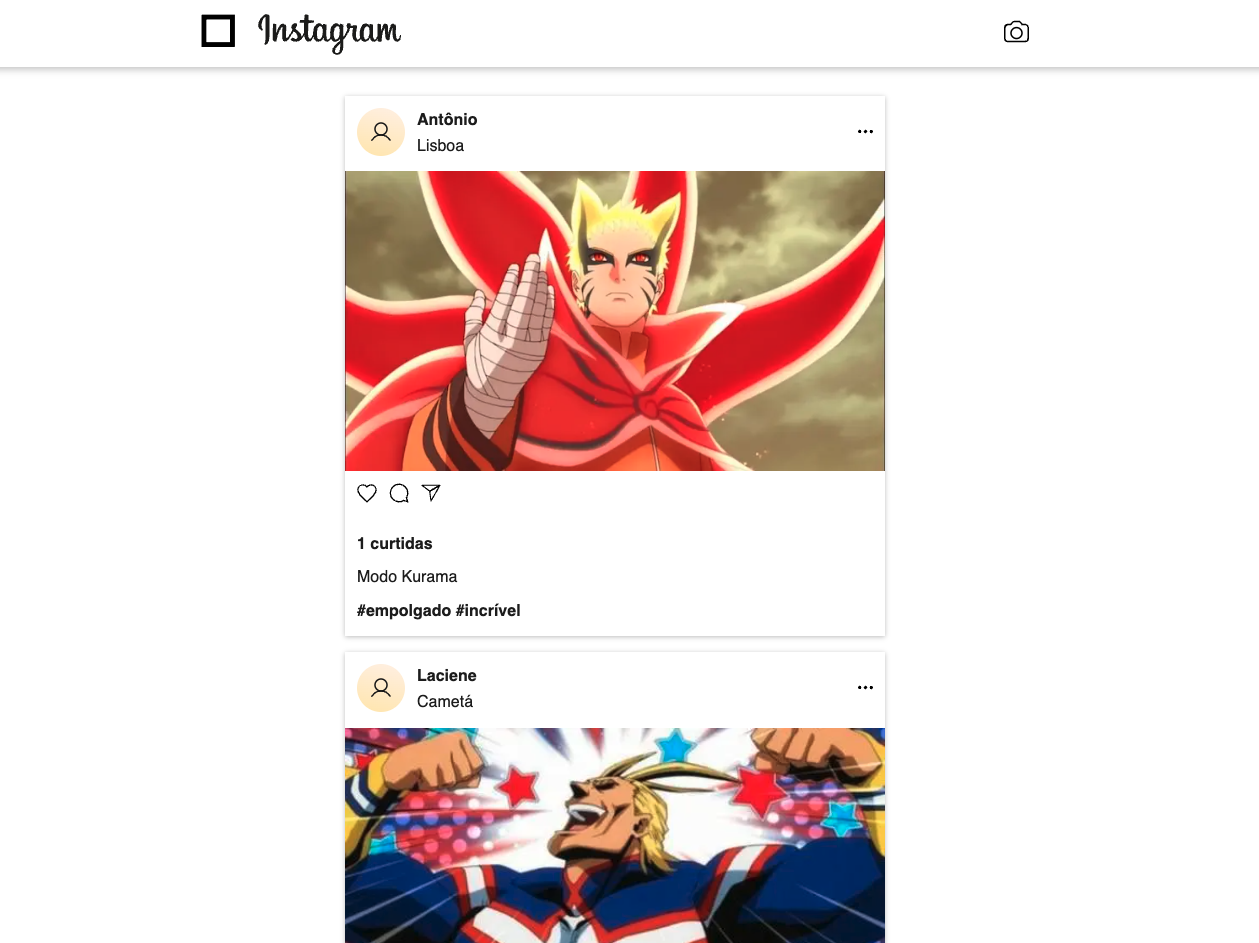 Instagram
Antônio
Lisboa
1 curtidas
Modo Kurama
#empolgado #incrível
Laciene
Cametá